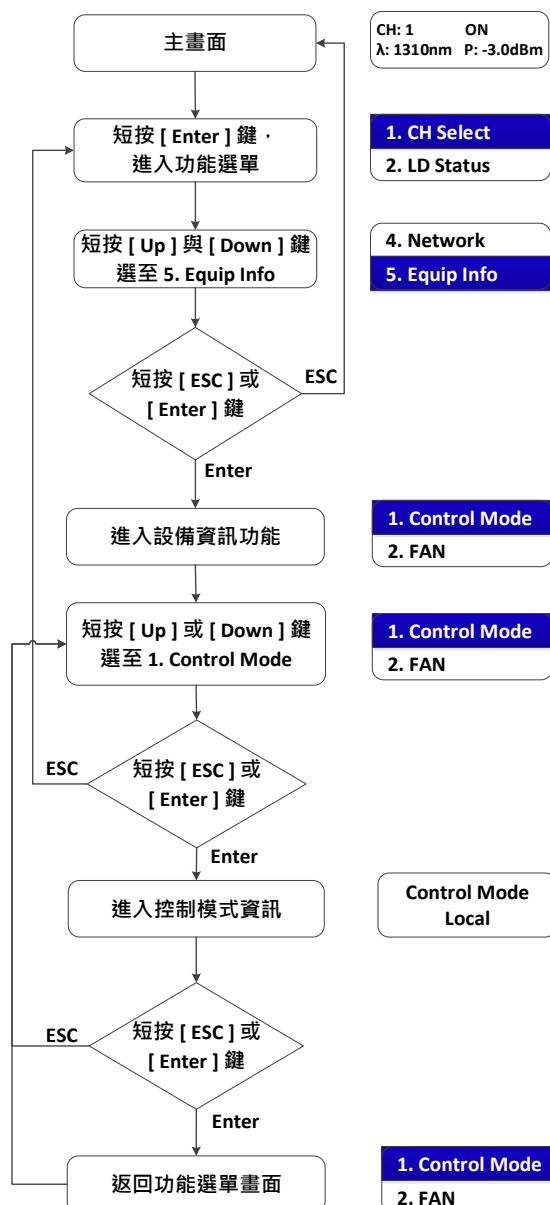 主畫面
CH: 1 ON
λ: 1310nm P: -3.0dBm
短按 [ Enter ] 鍵，
進入功能選單
1. CH Select
2. LD Status
短按 [ Up ] 與 [ Down ] 鍵
選至 5. Equip Info
4. Network
5. Equip Info
短按 [ ESC ] 或
[ Enter ] 鍵
ESC
Enter
進入設備資訊功能
1. Control Mode
2. FAN
短按 [ Up ] 或 [ Down ] 鍵
選至 1. Control Mode
1. Control Mode
2. FAN
ESC
短按 [ ESC ] 或
[ Enter ] 鍵
Enter
進入控制模式資訊
Control Mode
Local
ESC
短按 [ ESC ] 或
[ Enter ] 鍵
Enter
返回功能選單畫面
1. Control Mode
2. FAN